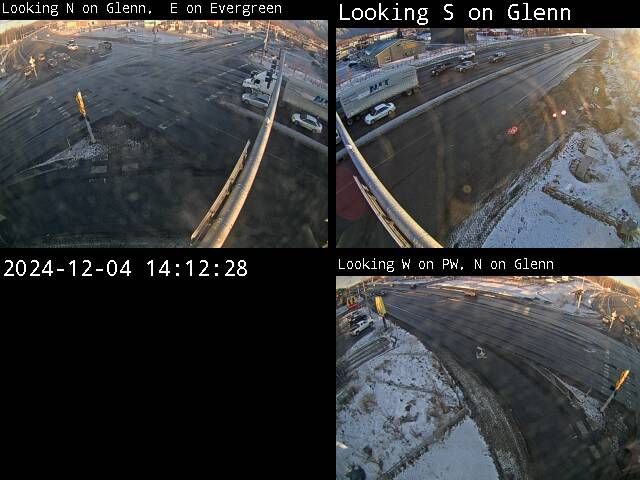 Looking N on Glenn,  E on Evergreen
Looking S on Glenn
2024-12-04 14:12:28
Looking W on PW, N on Glenn